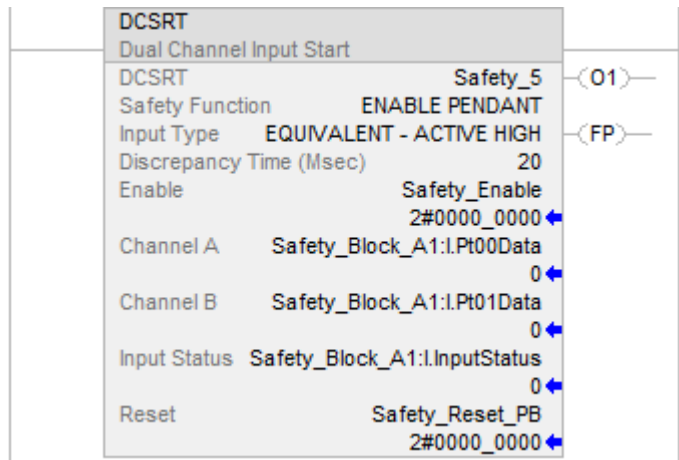 DCSRT
Dual Channel Input Start
DCSRT Safety_5 O1
Safety Function ENABLE PENDANT
Input Type EQUIVALENT - ACTIVE HIGH FP
Discrepancy Time (Msec) 20
Enable Safety_Enable
2#0000_0000
Channel A Safety_Block_A1:I.Pt00Data
0
Channel B Safety_Block_A1:I.Pt01Data
0
Input Status Safety_Block_A1:I.InputStatus
0
Reset Safety_Reset_PB
2#0000_0000